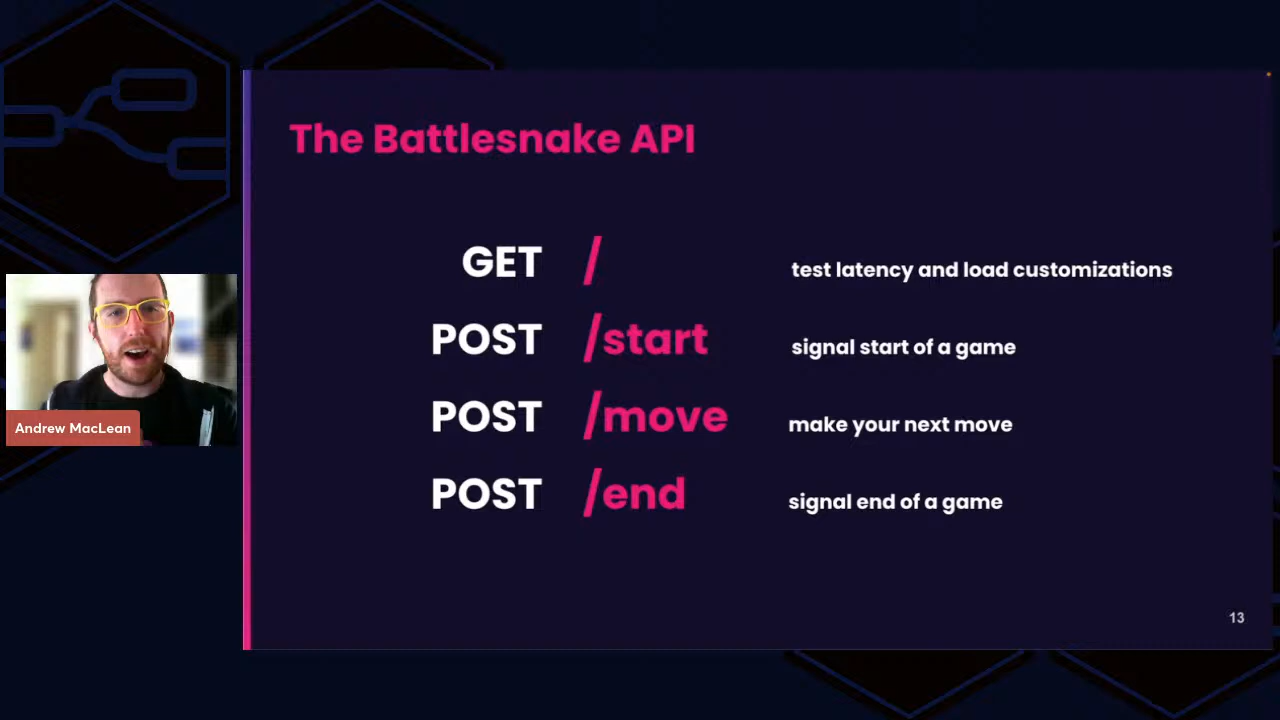 The Battlesnake API
GET / test latency and load customizations
POST /start signal start of a game
POST /move make your next move
POST /end signal end of a game
Andrew MacLean
13